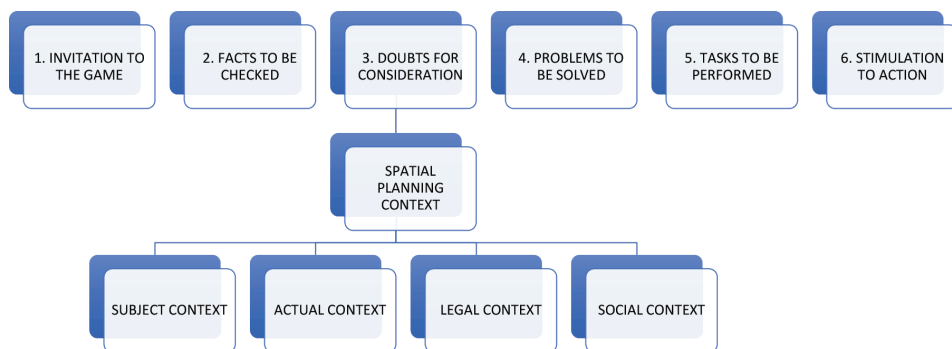 1. INVITATION TO
THE GAME
2. FACTS TO BE
CHECKED
3. DOUBTS FOR
CONSIDERATION
4. PROBLEMS TO
BE SOLVED
5. TASKS TO BE
PERFORMED
6. STIMULATION
TO ACTION
SPATIAL
PLANNING
CONTEXT
SUBJECT CONTEXT
ACTUAL CONTEXT
LEGAL CONTEXT
SOCIAL CONTEXT